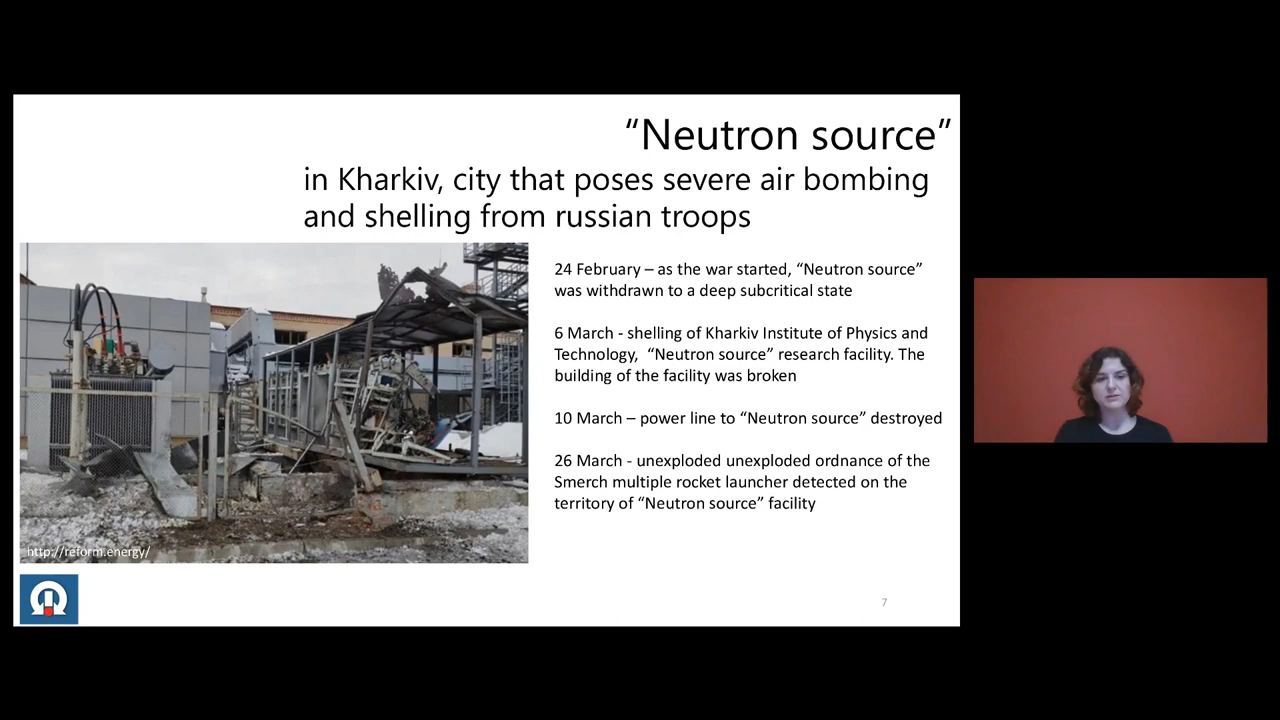 “Neutron source”
in Kharkiv, city that poses severe air bombing
and shelling from russian troops
24 February – as the war started, “Neutron source”
was withdrawn to a deep subcritical state
6 March - shelling of Kharkiv Institute of Physics and
Technology,  “Neutron source” research facility. The
building of the facility was broken
10 March – power line to “Neutron source” destroyed
26 March - unexploded unexploded ordnance of the
Smerch multiple rocket launcher detected on the
territory of “Neutron source” facility
http://reform.energy/
7